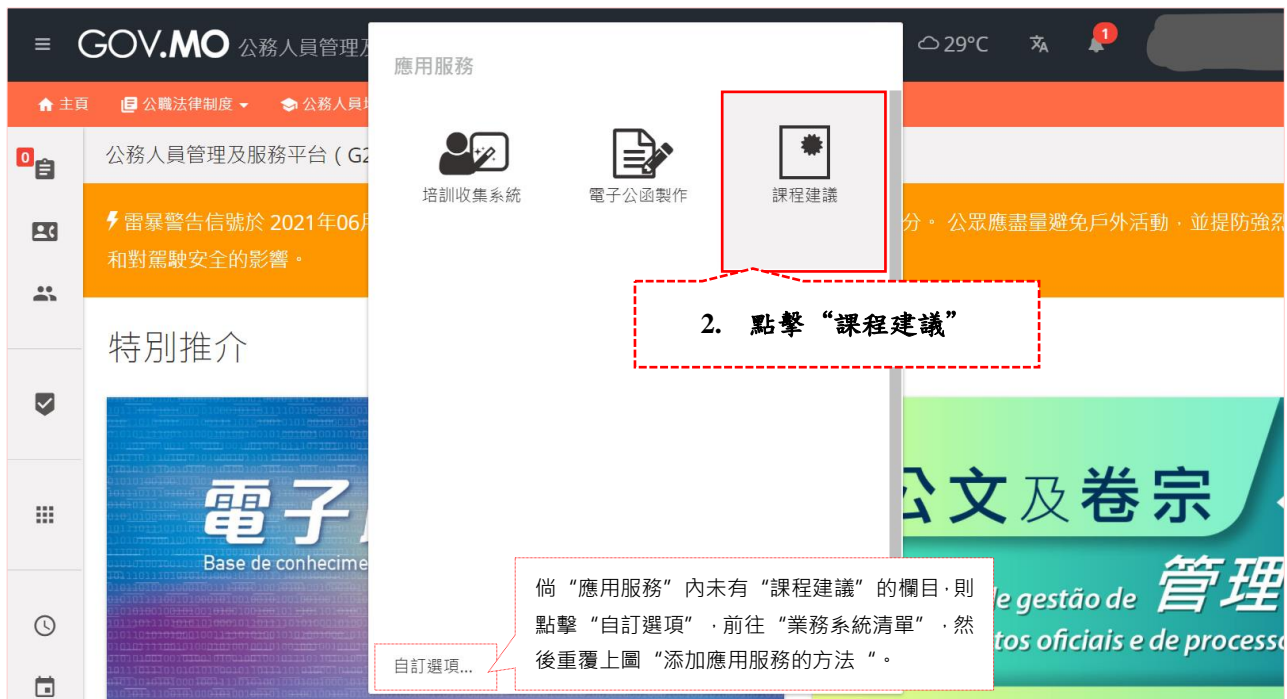 GOV.MO 公務人員管理及
29°C
1
主頁
公職法律制度
公務人員
應用服務
培訓收集系統
電子公函製作
課程建議
0
公務人員管理及服務平台 ( G2
雷暴警告信號於 2021年06
分。 公眾應盡量避免戶外活動，並提防強烈
和對駕駛安全的影響。
2. 點擊“課程建議”
特別推介
電子
Base de conhecime
公文及卷宗
管理
e gestão de
tos oficiais e de processo
倘“應用服務”內未有“課程建議”的欄目，則
點擊“自訂選項”，前往“業務系統清單”，然
後重覆上圖“添加應用服務的方法“。
自訂選項...